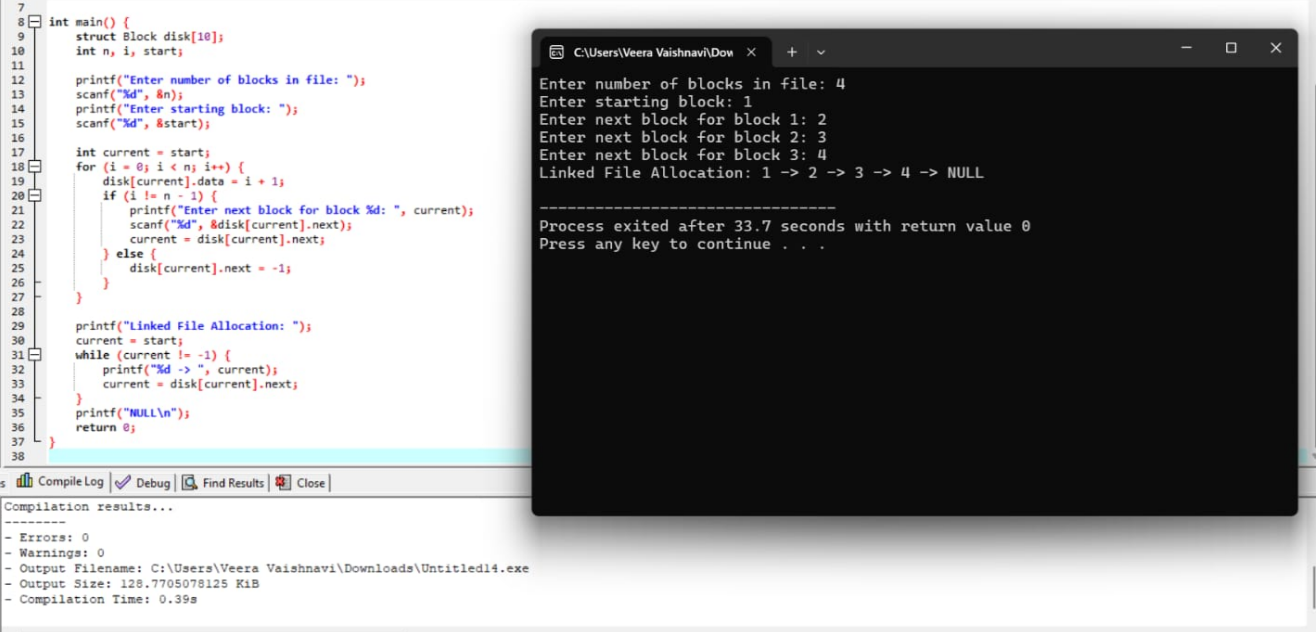 7
8 int main() {
9 struct Block disk[10];
10 int n, i, start;
11
12 printf("Enter number of blocks in file: ");
13 scanf("%d", &n);
14 printf("Enter starting block: ");
15 scanf("%d", &start);
16
17 int current = start;
18 for (i = 0; i < n; i++) {
19 disk[current].data = i + 1;
20 if (i != n - 1) {
21 printf("Enter next block for block %d: ", current);
22 scanf("%d", &disk[current].next);
23 current = disk[current].next;
24 } else {
25 disk[current].next = -1;
26 }
27 }
28
29 printf("Linked File Allocation: ");
30 current = start;
31 while (current != -1) {
32 printf("%d -> ", current);
33 current = disk[current].next;
34 }
35 printf("NULL\n");
36 return 0;
37 }
38
C:\Users\Veera Vaishnavi\Dow
Enter number of blocks in file: 4
Enter starting block: 1
Enter next block for block 1: 2
Enter next block for block 2: 3
Enter next block for block 3: 4
Linked File Allocation: 1 -> 2 -> 3 -> 4 -> NULL
--------------------------------
Process exited after 33.7 seconds with return value 0
Press any key to continue . . .
s Compile Log Debug Find Results Close
Compilation results...
--------
- Errors: 0
- Warnings: 0
- Output Filename: C:\Users\Veera Vaishnavi\Downloads\Untitled14.exe
- Output Size: 128.7705078125 KiB
- Compilation Time: 0.39s